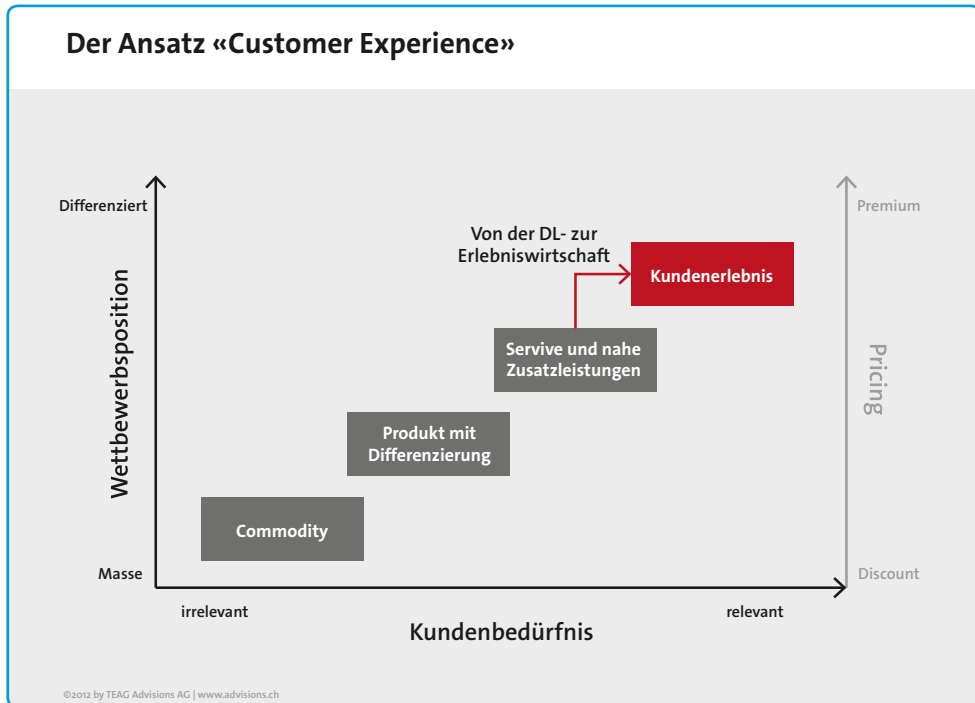 Der Ansatz «Customer Experience»
Differenziert
Premium
Von der DL- zur
Erlebniswirtschaft
Kundenerlebnis
Wettbewerbsposition
Servive und nahe
Zusatzleistungen
Pricing
Produkt mit
Differenzierung
Commodity
Masse
Discount
irrelevant
relevant
Kundenbedürfnis
©2012 by TEAG Advisions AG | www.advisions.ch